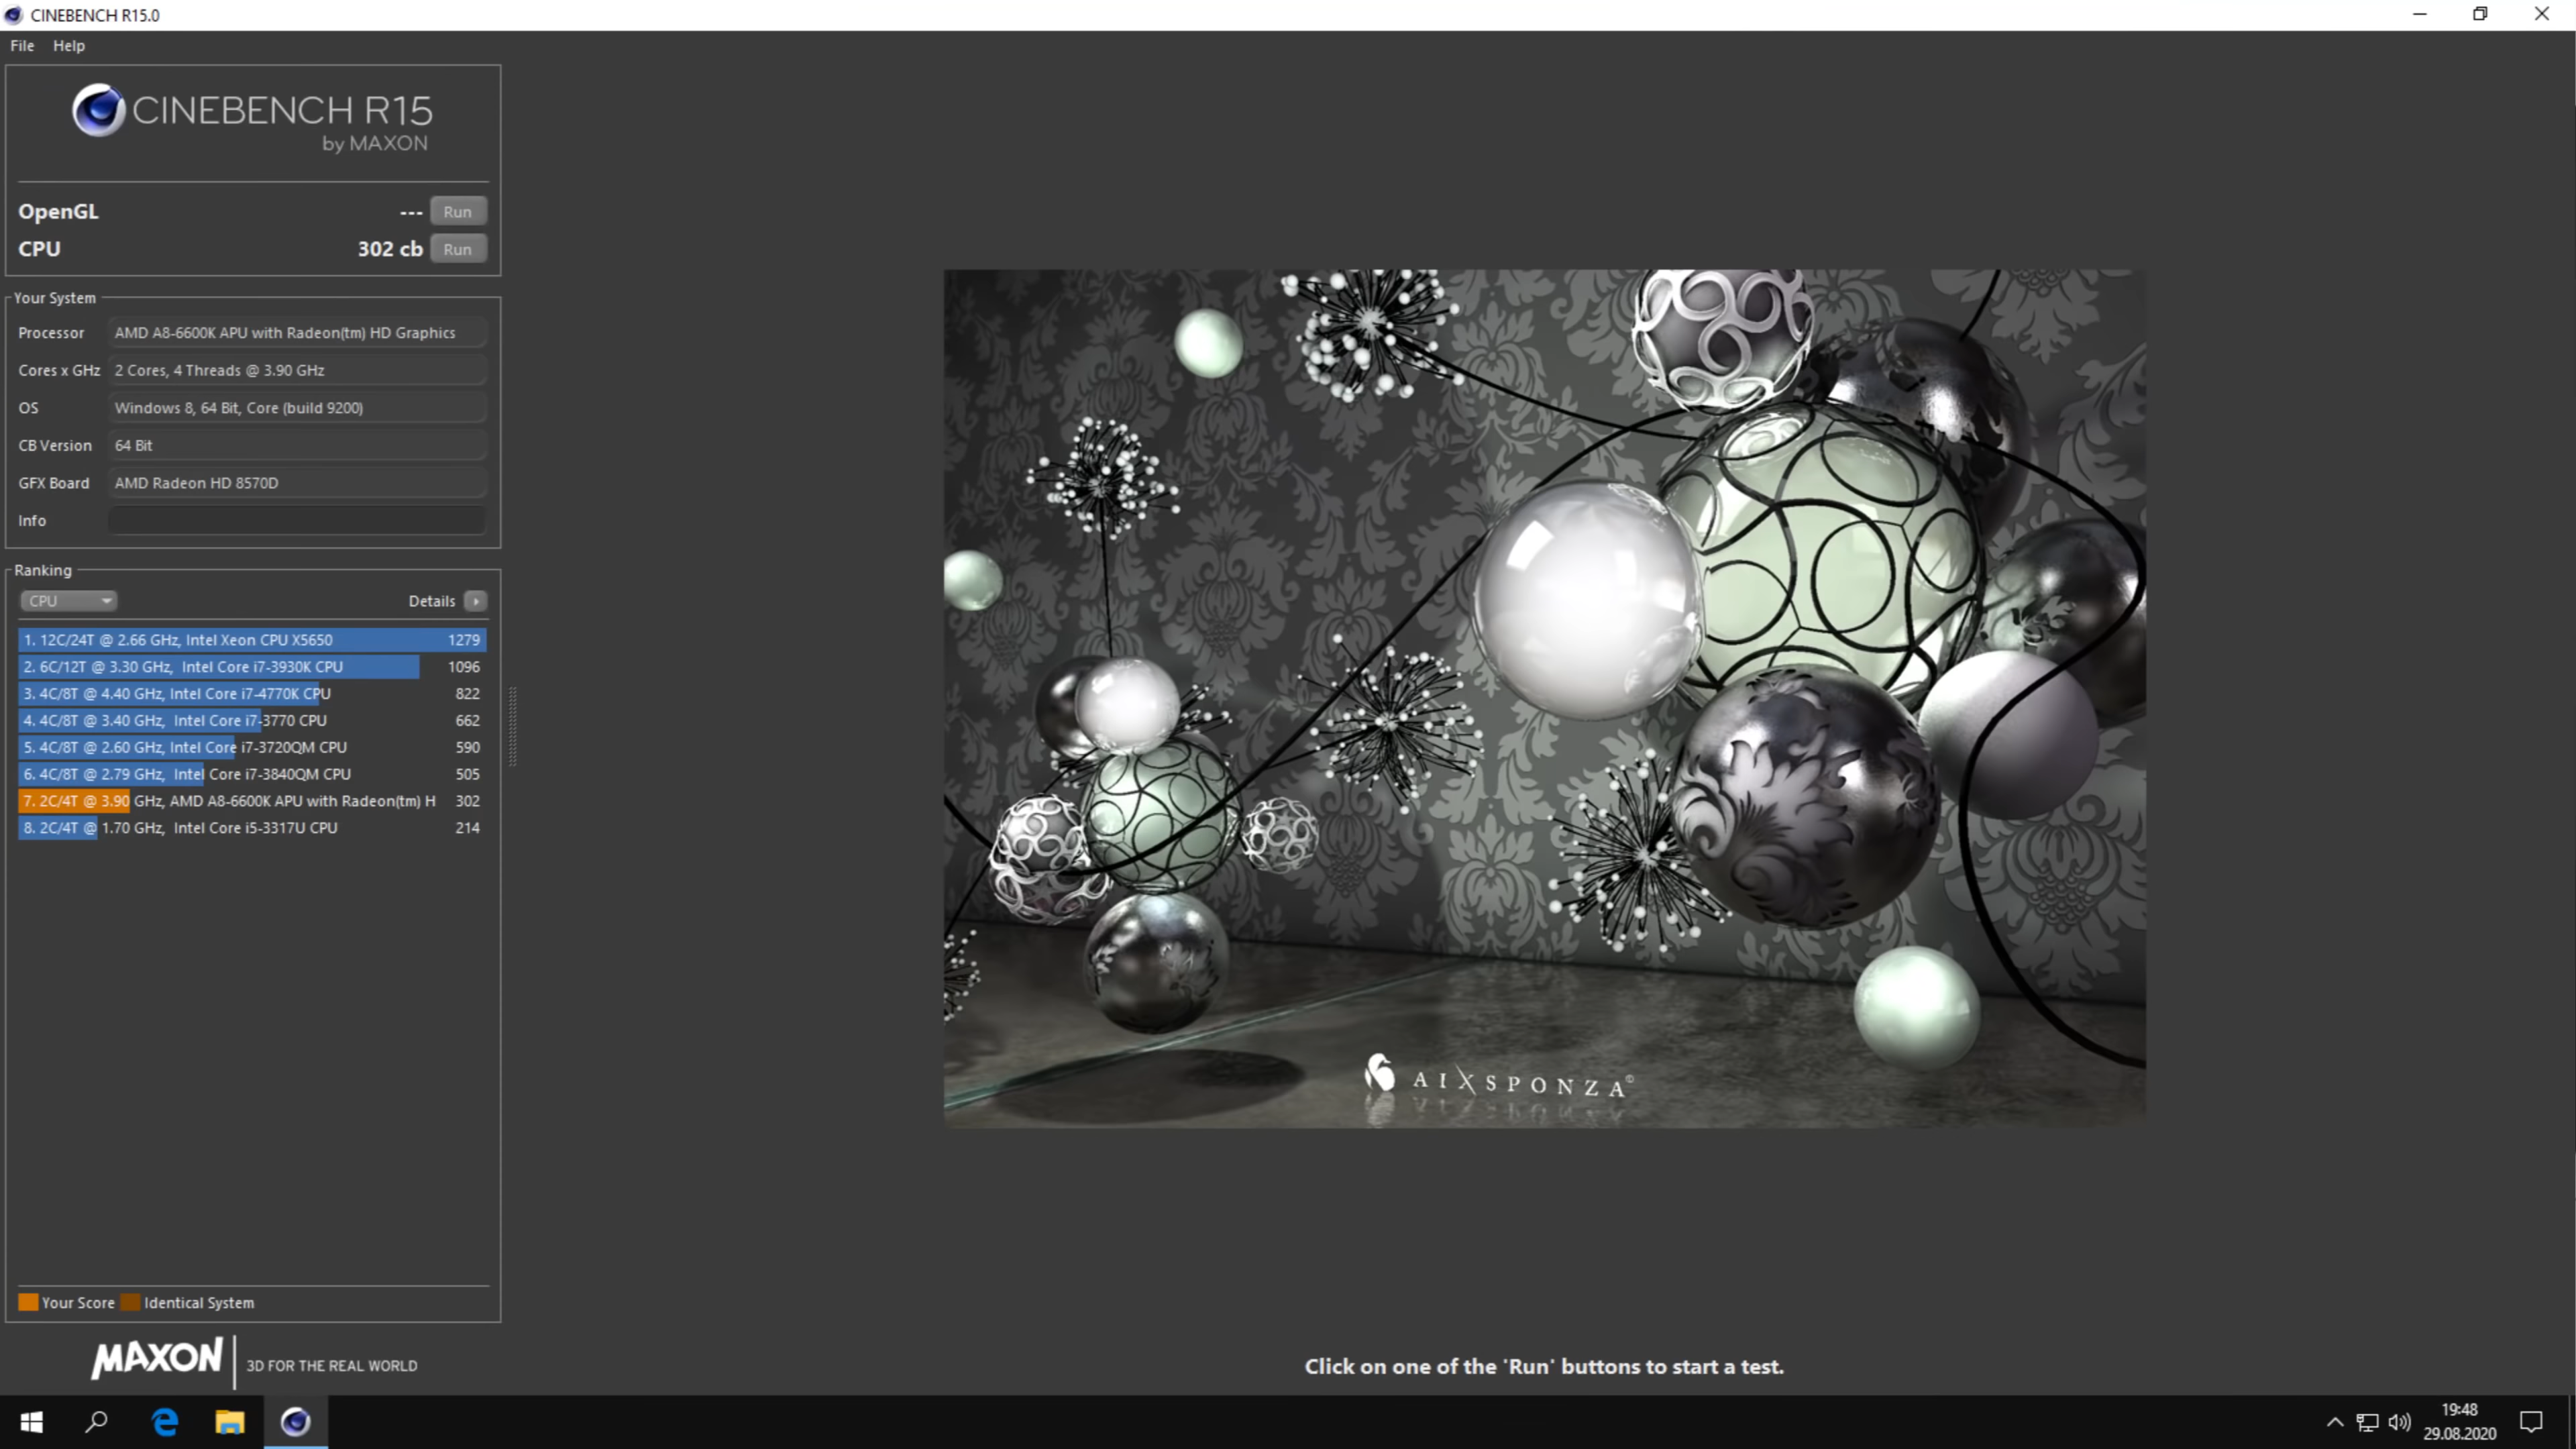 CINEBENCH R15.0
File Help
CINEBENCH R15
by MAXON
OpenGL --- Run
CPU 302 cb Run
Your System
Processor AMD A8-6600K APU with Radeon(tm) HD Graphics
Cores x GHz 2 Cores, 4 Threads @ 3.90 GHz
OS Windows 8, 64 Bit, Core (build 9200)
CB Version 64 Bit
GFX Board AMD Radeon HD 8570D
Info
Ranking
CPU Details
1. 12C/24T @ 2.66 GHz, Intel Xeon CPU X5650 1279
2. 6C/12T @ 3.30 GHz, Intel Core i7-3930K CPU 1096
3. 4C/8T @ 4.40 GHz, Intel Core i7-4770K CPU 822
4. 4C/8T @ 3.40 GHz, Intel Core i7-3770 CPU 662
5. 4C/8T @ 2.60 GHz, Intel Core i7-3720QM CPU 590
6. 4C/8T @ 2.79 GHz, Intel Core i7-3840QM CPU 505
7. 2C/4T @ 3.90 GHz, AMD A8-6600K APU with Radeon(tm) H 302
8. 2C/4T @ 1.70 GHz, Intel Core i5-3317U CPU 214
AIXSPONZA©
Your Score Identical System
MAXON 3D FOR THE REAL WORLD
Click on one of the 'Run' buttons to start a test.
19:48
29.08.2020